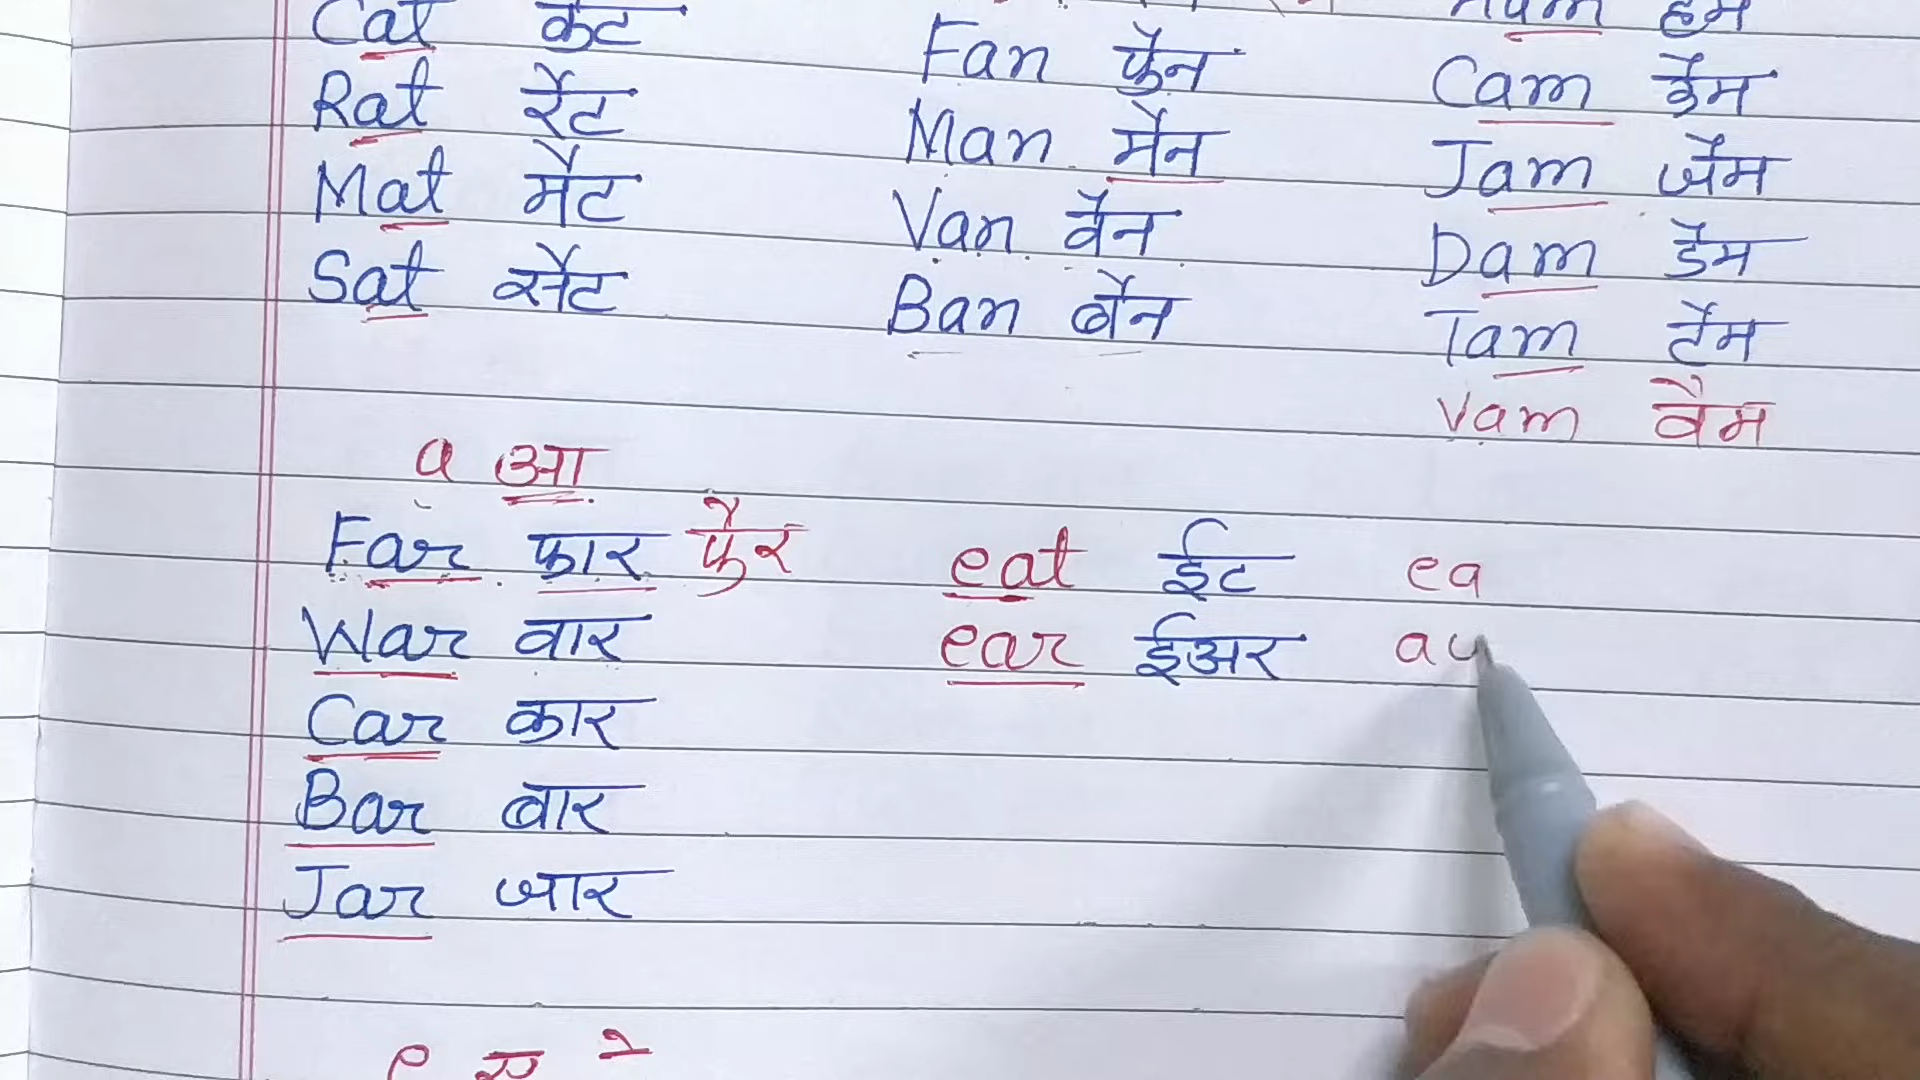 Cat कैट
Rat रैट
Mat मैट
Sat सैट
Fan फैन
Man मैन
Van वैन
Ban बैन
हैम
Cam कैम
Jam जैम
Dam डैम
Tam टैम
Vam वैम
a आ
Far फार फैर
War वार
Car कार
Bar बार
Jar जार
eat ईट ea
ear ईअर au
e ए